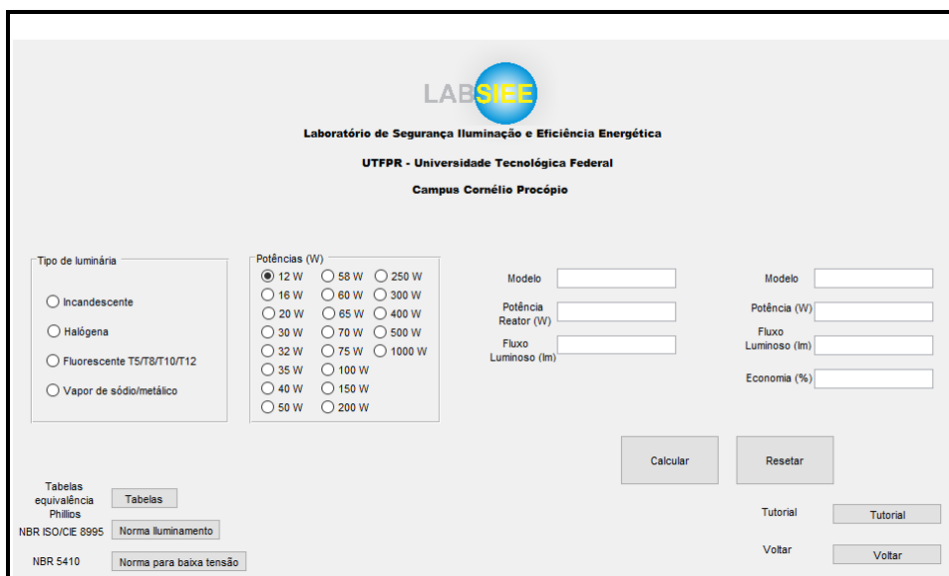 LABSIEE
Laboratório de Segurança Iluminação e Eficiência Energética
UTFPR - Universidade Tecnológica Federal
Campus Cornélio Procópio
Tipo de luminária
Incandescente
Halógena
Fluorescente T5/T8/T10/T12
Vapor de sódio/metálico
Potências (W)
12 W 58 W 250 W
16 W 60 W 300 W
20 W 65 W 400 W
30 W 70 W 500 W
32 W 75 W 1000 W
35 W 100 W
40 W 150 W
50 W 200 W
Modelo
Potência
Reator (W)
Fluxo
Luminoso (lm)
Modelo
Potência (W)
Fluxo
Luminoso (lm)
Economia (%)
Calcular
Resetar
Tabelas
equivalência
Phillips
Tabelas
NBR ISO/CIE 8995
Norma Iluminamento
NBR 5410
Norma para baixa tensão
Tutorial
Tutorial
Voltar
Voltar